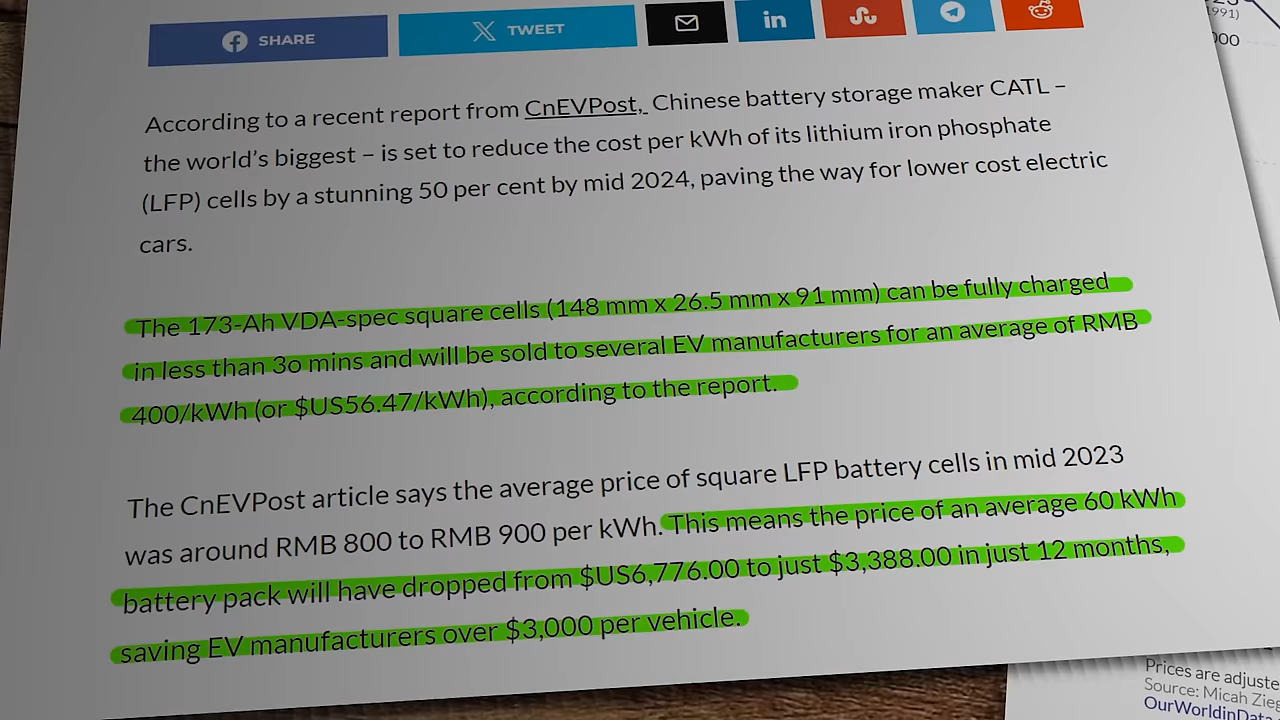 SHARE
TWEET
in
991)
000
According to a recent report from CnEVPost, Chinese battery storage maker CATL –
the world's biggest – is set to reduce the cost per kWh of its lithium iron phosphate
(LFP) cells by a stunning 50 per cent by mid 2024, paving the way for lower cost electric
cars.
The 173-Ah VDA-spec square cells (148 mm x 26.5 mm x 91 mm) can be fully charged
in less than 3o mins and will be sold to several EV manufacturers for an average of RMB
400/kWh (or $US56.47/kWh), according to the report.
The CnEVPost article says the average price of square LFP battery cells in mid 2023
was around RMB 800 to RMB 900 per kWh. This means the price of an average 60 kWh
battery pack will have dropped from $US6,776.00 to just $3,388.00 in just 12 months,
saving EV manufacturers over $3,000 per vehicle.
Prices are adjuste
Source: Micah Zieg
OurWorldinDat